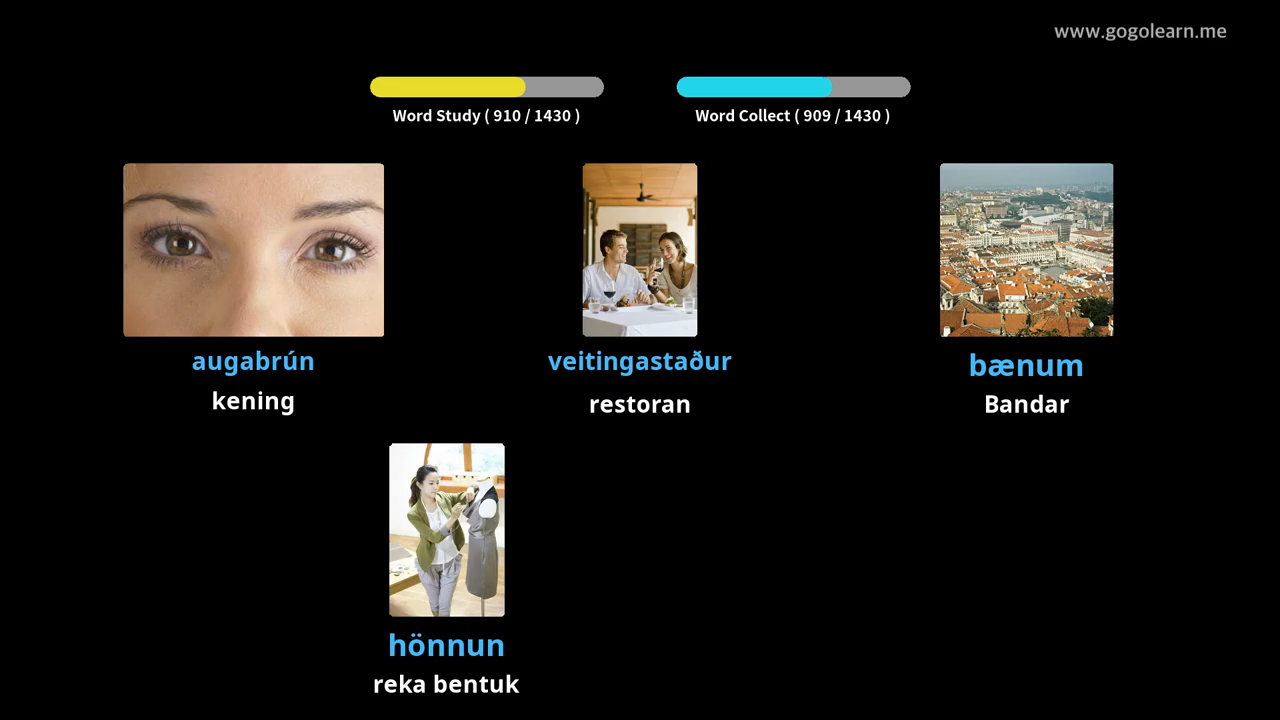 www.gogolearn.me
Word Study ( 910 / 1430 )
Word Collect ( 909 / 1430 )
augabrún
kening
veitingastaður
restoran
bænum
Bandar
hönnun
reka bentuk